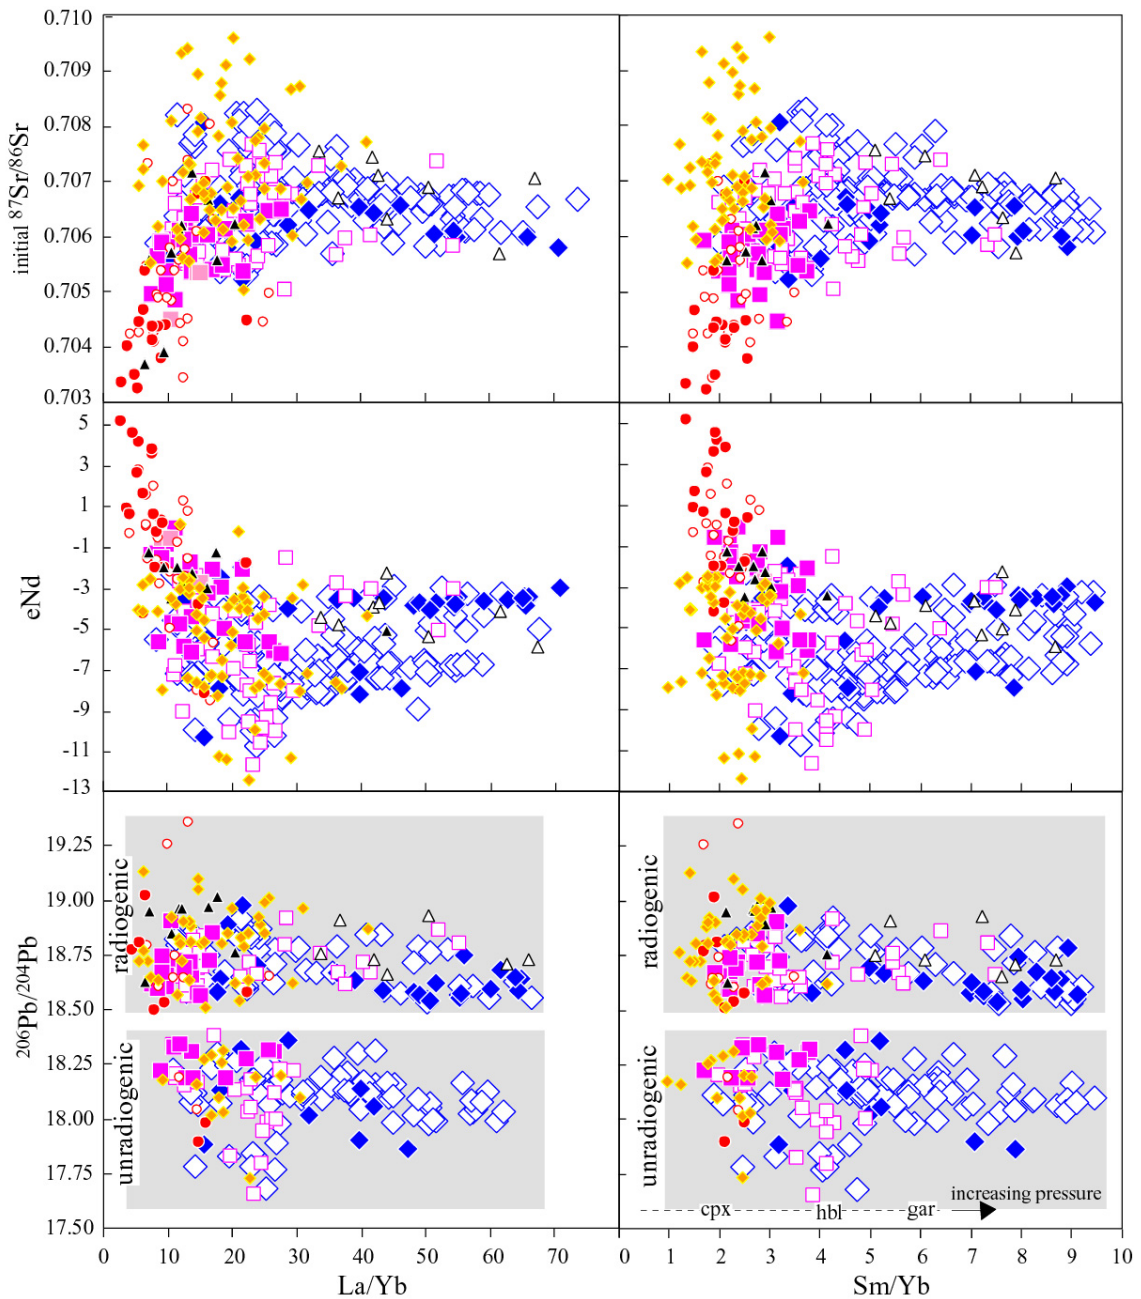 0.710
0.709
0.708
0.707
0.706
0.705
0.704
0.703
initial 87Sr/86Sr
5
3
1
-1
-3
-5
-7
-9
-11
-13
eNd
19.25
19.00
18.75
18.50
18.25
18.00
17.75
17.50
206Pb/204Pb
radiogenic
unradiogenic
radiogenic
unradiogenic
increasing pressure
cpx
hbl
gar
0 10 20 30 40 50 60 70
0 1 2 3 4 5 6 7 8 9 10
La/Yb
Sm/Yb